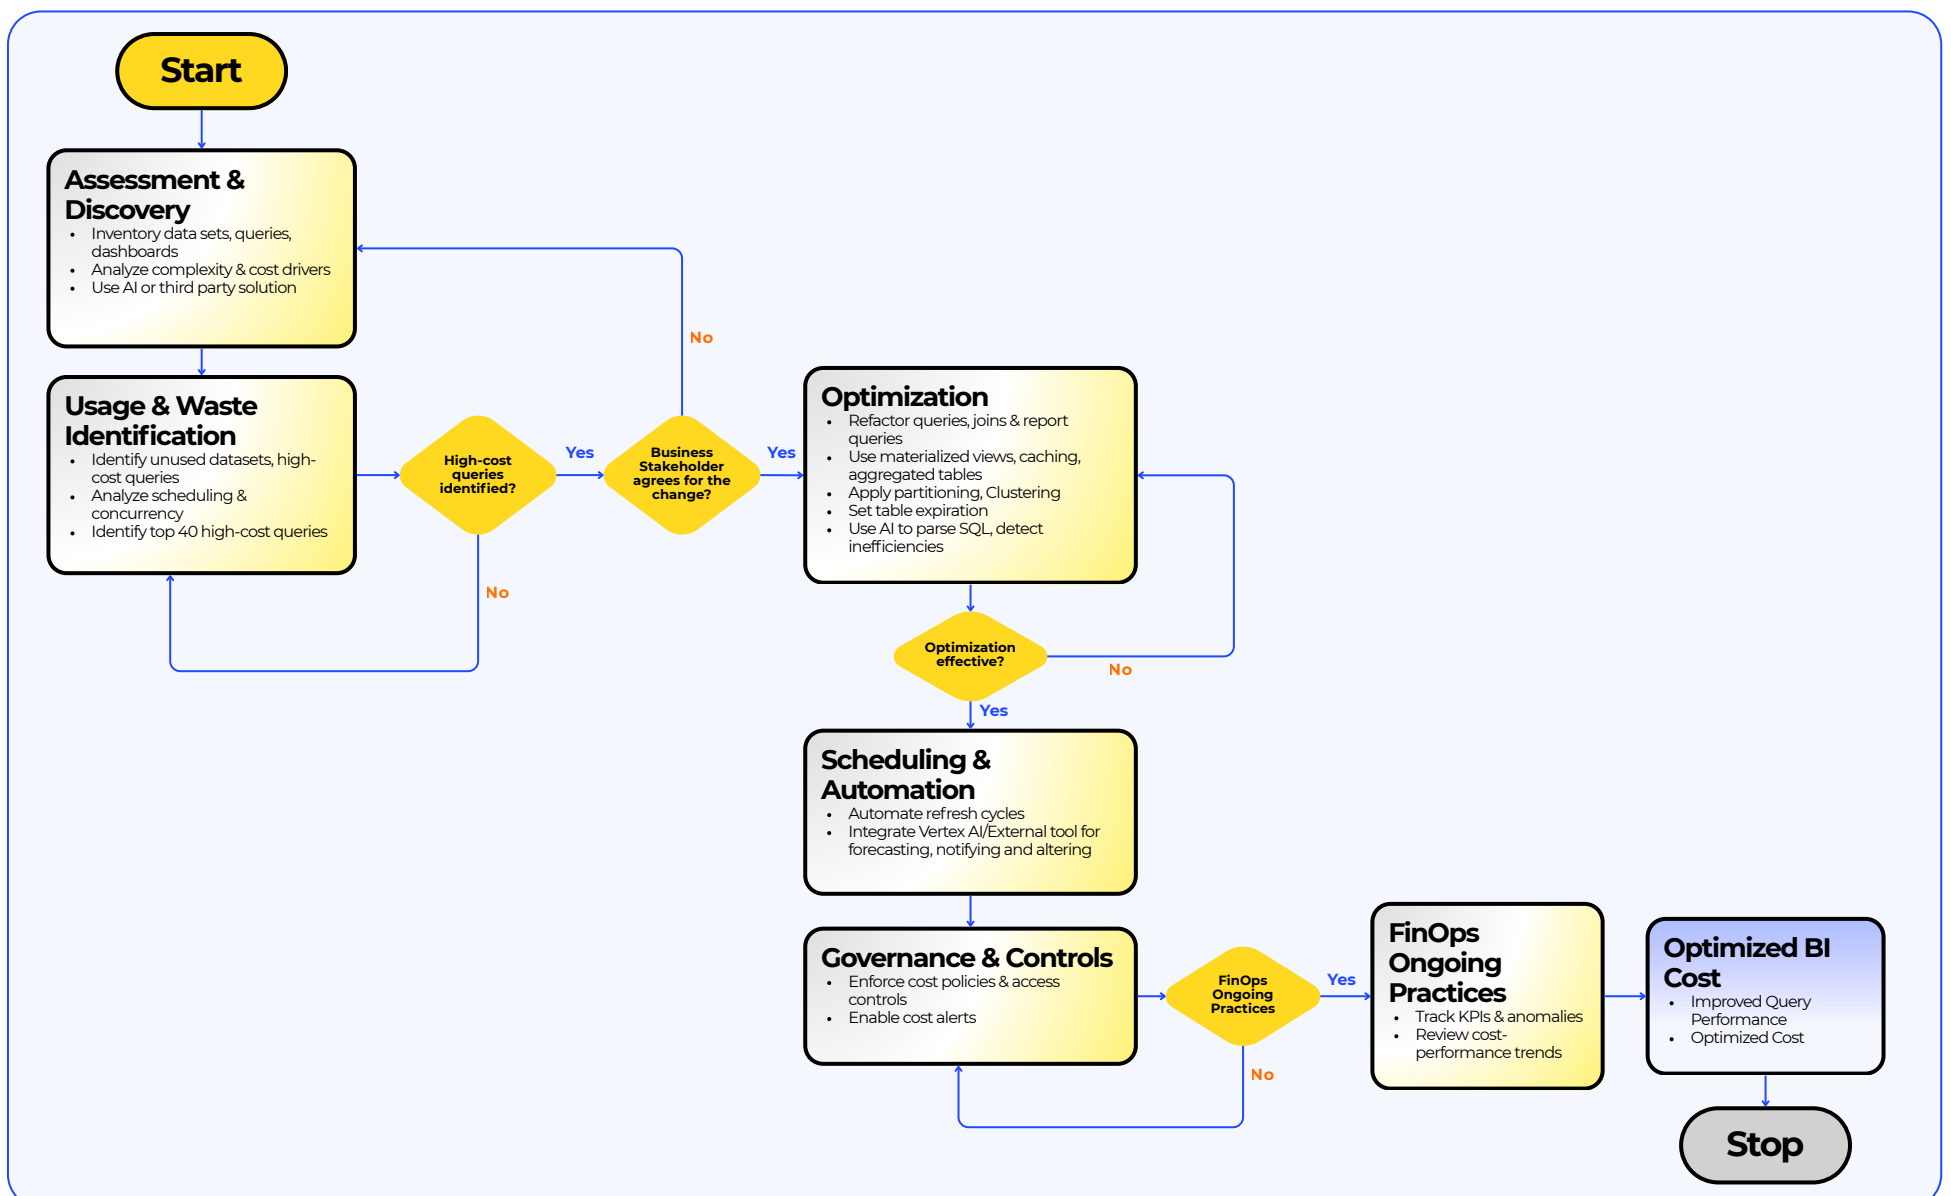 Start
Assessment &
Discovery
• Inventory data sets, queries,
dashboards
• Analyze complexity & cost drivers
• Use AI or third party solution
No
Usage & Waste
Identification
• Identify unused datasets, high-
cost queries
• Analyze scheduling &
concurrency
• Identify top 40 high-cost queries
High-cost
queries
identified?
Yes
No
Business
Stakeholder
agrees for the
change?
Yes
Optimization
• Refactor queries, joins & report
queries
• Use materialized views, caching,
aggregated tables
• Apply partitioning, Clustering
• Set table expiration
• Use AI to parse SQL, detect
inefficiencies
Optimization
effective?
No
Yes
Scheduling &
Automation
• Automate refresh cycles
• Integrate Vertex AI/External tool for
forecasting, notifying and altering
Governance & Controls
• Enforce cost policies & access
controls
• Enable cost alerts
FinOps
Ongoing
Practices
Yes
No
FinOps
Ongoing
Practices
• Track KPIs & anomalies
• Review cost-
performance trends
Optimized BI
Cost
• Improved Query
Performance
• Optimized Cost
Stop